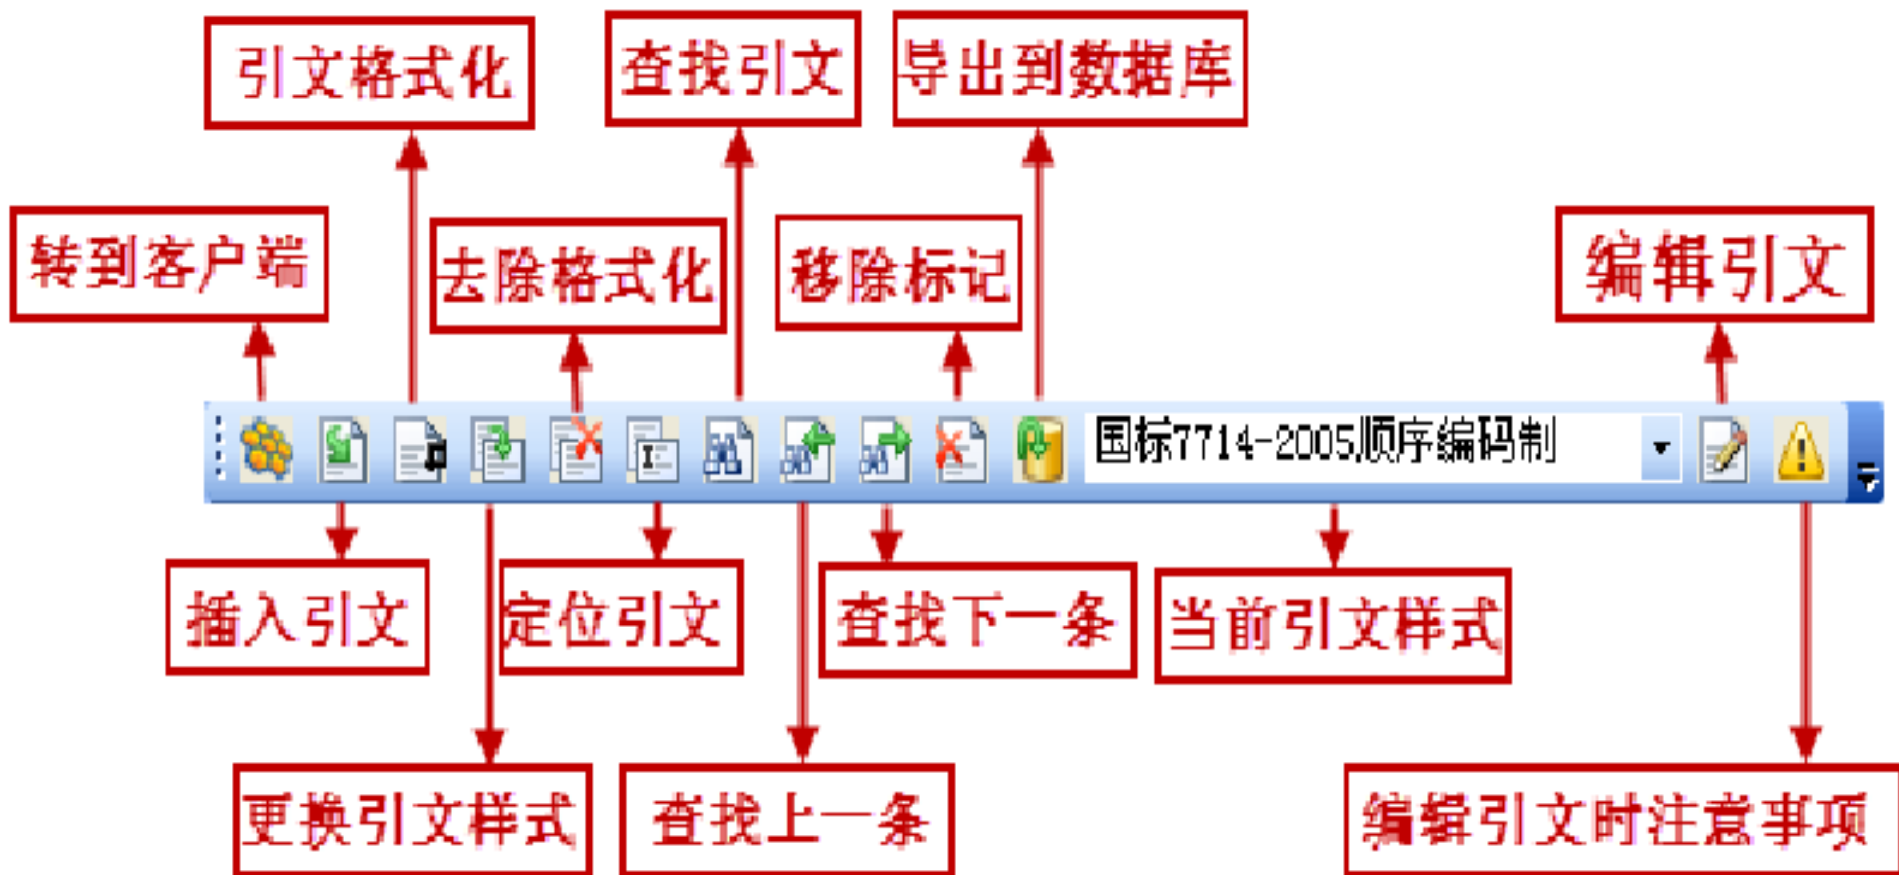 引文格式化
查找引文
导出到数据库
转到客户端
去除格式化
移除标记
编辑引文
国标7714-2005顺序编码制
插入引文
定位引文
查找下一条
当前引文样式
更换引文样式
查找上一条
编辑引文时注意事项